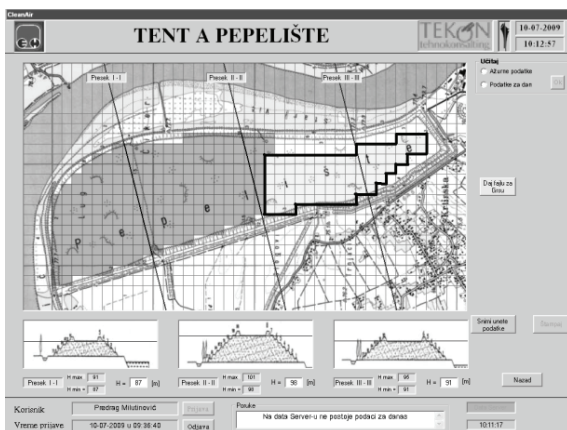 CleanAir
TENT A PEPELIŠTE
TEKON
tehnokonsalting
10-07-2009
10:12:57
Učitaj
Ažurne podatke
Podatke za dan
Presek I - I
Presek II - II
Presek III - III
Daj fajlu za
Grinu
Snimi unete
podatke
Presek I - I
H max
91
H min =
87
H =
87
[m]
Presek II - II
H max
101
H min =
98
H =
98
[m]
Presek III - III
H max
95
H min =
91
H =
91
[m]
Nazad
Korisnik
Predrag Milutinović
Prijava
Poruke
Na data Server-u ne postoje podaci za danas
Vreme prijave
10-07-2009 u 09:36:40
Odjava
10:11:17